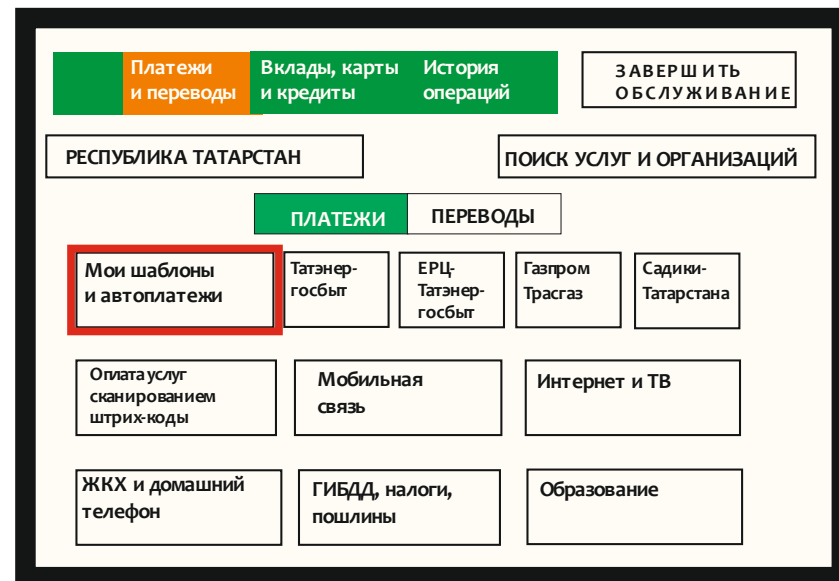 Платежи
и переводы
Вклады, карты
и кредиты
История
операций
ЗАВЕРШИТЬ
ОБСЛУЖИВАНИЕ
РЕСПУБЛИКА ТАТАРСТАН
ПОИСК УСЛУГ И ОРГАНИЗАЦИЙ
ПЛАТЕЖИ
ПЕРЕВОДЫ
Мои шаблоны
и автоплатежи
Татэнер-
госбыт
ЕРЦ-
Татэнер-
госбыт
Газпром
Трасгаз
Садики-
Татарстана
Оплата услуг
сканированием
штрих-коды
Мобильная
связь
Интернет и ТВ
ЖКХ и домашний
телефон
ГИБДД, налоги,
пошлины
Образование